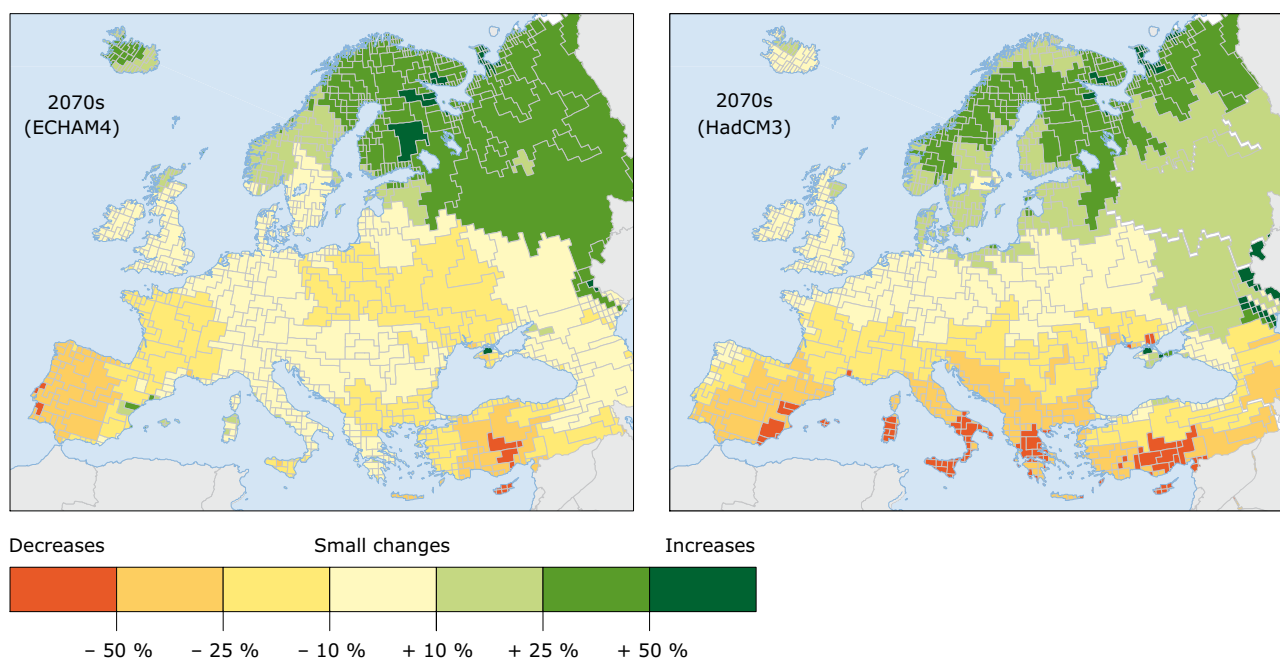 2070s
(ECHAM4)
2070s
(HadCM3)
Decreases Small changes Increases
– 50 % – 25 % – 10 % + 10 % + 25 % + 50 %